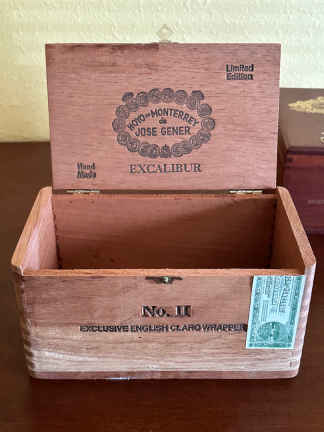 Limited
Edition
HOYO DE MONTERREY
de
JOSE GENER
EXCALIBUR
Hand
Made
No. II
EXCLUSIVE ENGLISH CLARO WRAPPER